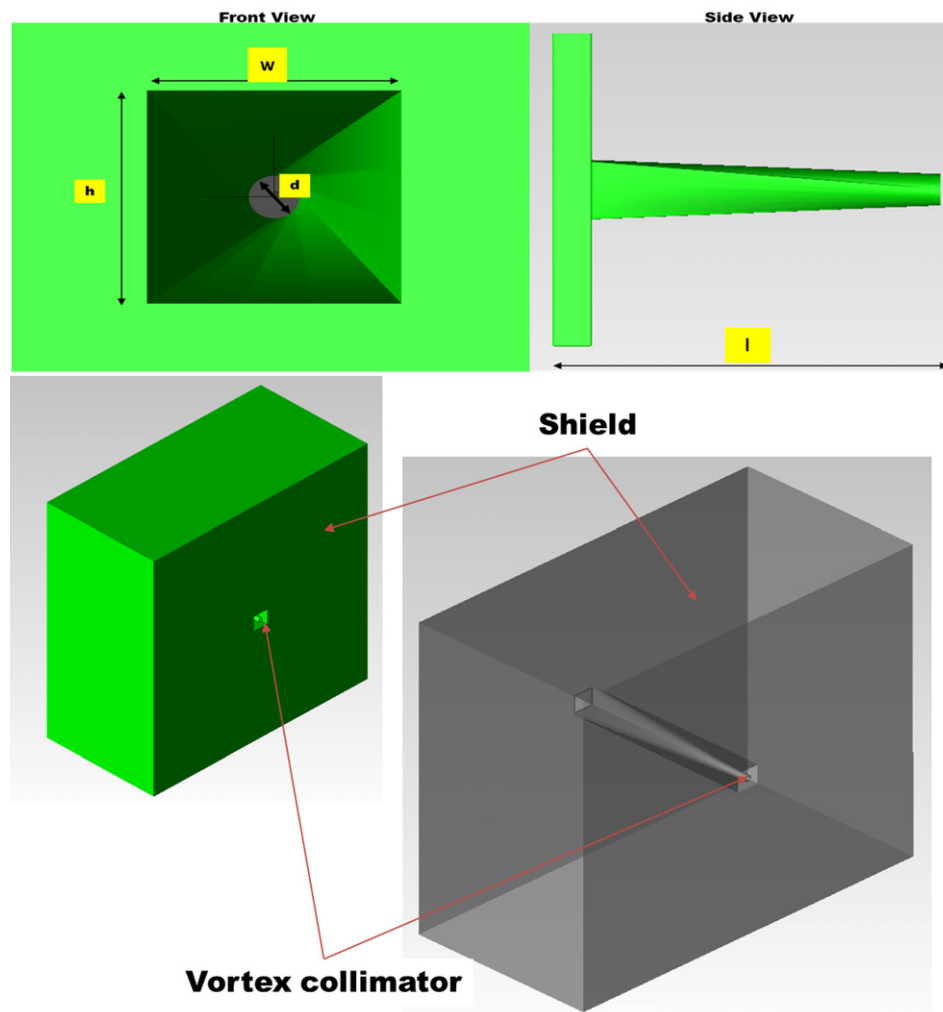 Front View
Side View
w
h
d
l
Shield
Vortex collimator